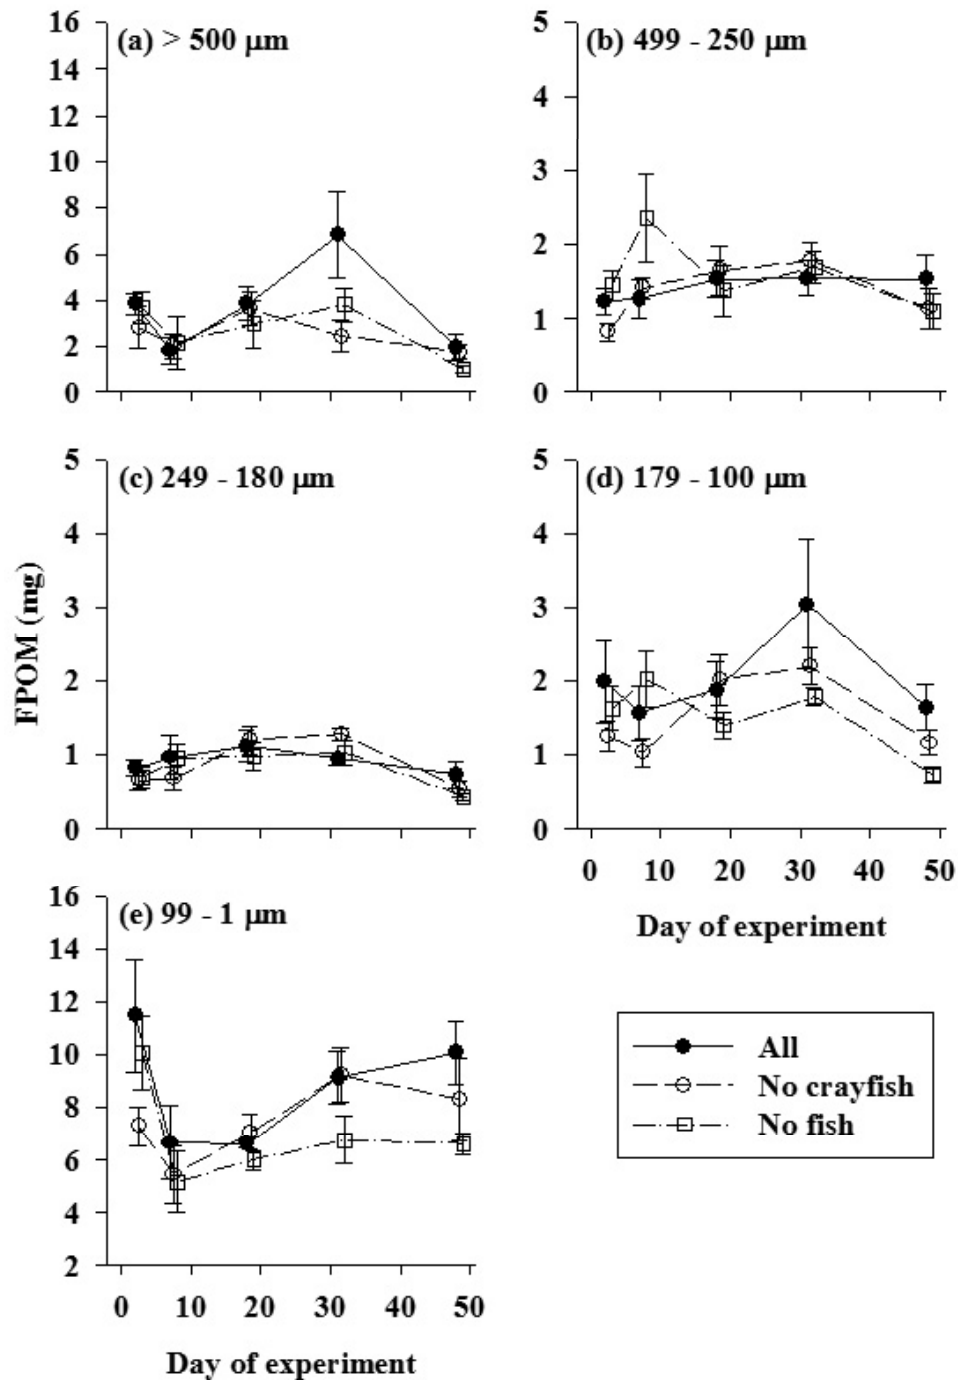 (a) > 500 µm
16
14
12
10
8
6
4
2
0
(b) 499 - 250 µm
5
4
3
2
1
0
(c) 249 - 180 µm
5
4
3
2
1
0
(d) 179 - 100 µm
5
4
3
2
1
0
0 10 20 30 40 50
Day of experiment
FPOM (mg)
(e) 99 - 1 µm
16
14
12
10
8
6
4
2
0 10 20 30 40 50
Day of experiment
All
No crayfish
No fish